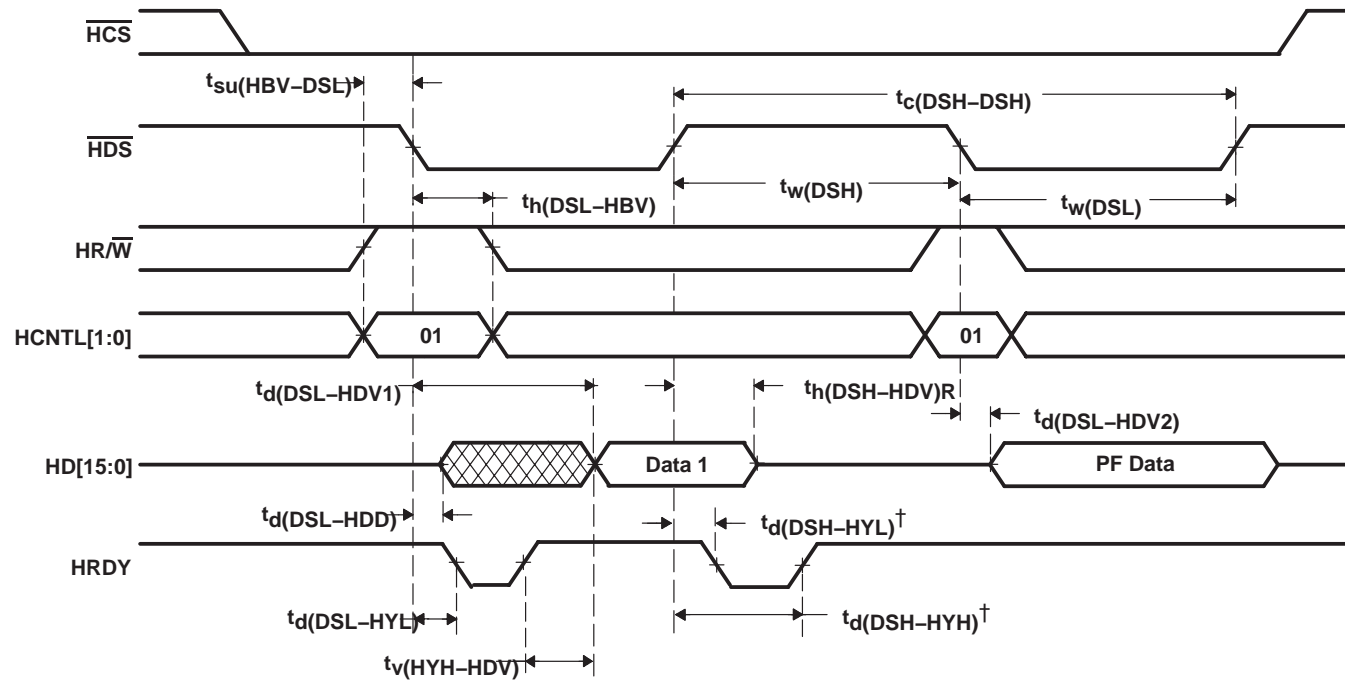 HCS
tsu(HBV–DSL)
tc(DSH–DSH)
HDS
tw(DSH)
th(DSL–HBV)
tw(DSL)
HR/W
HCNTL[1:0]
01
01
td(DSL–HDV1)
th(DSH–HDV)R
td(DSL–HDV2)
HD[15:0]
Data 1
PF Data
td(DSL–HDD)
td(DSH–HYL)†
HRDY
td(DSL–HYL)
td(DSH–HYH)†
tv(HYH–HDV)